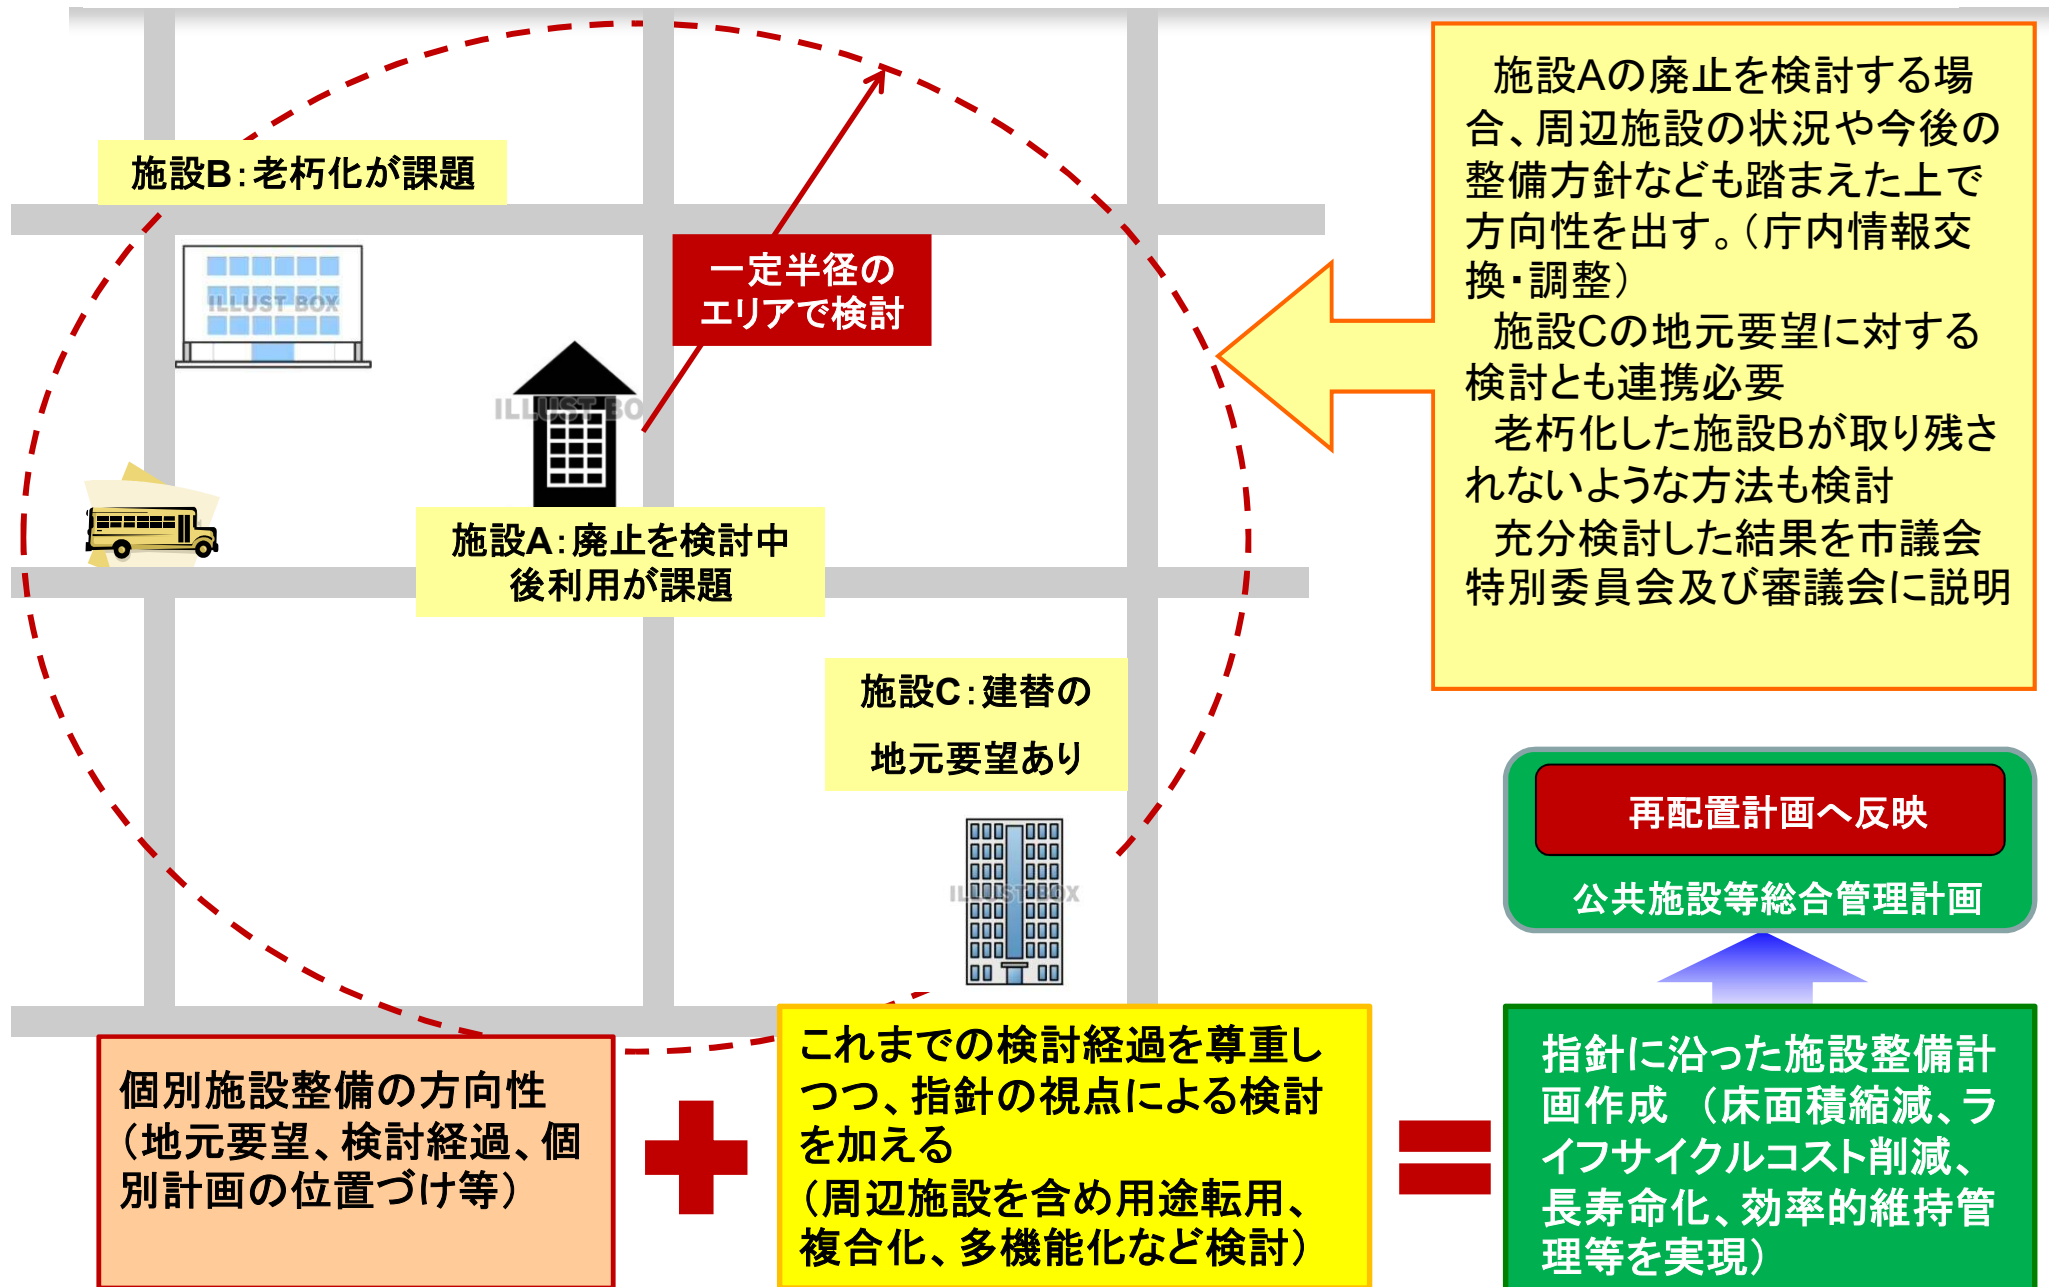 施設B：老朽化が課題
一定半径の
エリアで検討
ILLUST BOX
ILLUST BO
施設A：廃止を検討中
後利用が課題
施設C：建替の
地元要望あり
ILLUST BOX
施設Aの廃止を検討する場
合、周辺施設の状況や今後の
整備方針なども踏まえた上で
方向性を出す。（庁内情報交
換・調整）
施設Cの地元要望に対する
検討とも連携必要
老朽化した施設Bが取り残さ
れないような方法も検討
充分検討した結果を市議会
特別委員会及び審議会に説明
再配置計画へ反映
公共施設等総合管理計画
個別施設整備の方向性
（地元要望、検討経過、個
別計画の位置づけ等）
これまでの検討経過を尊重し
つつ、指針の視点による検討
を加える
（周辺施設を含め用途転用、
複合化、多機能化など検討）
指針に沿った施設整備計
画作成　（床面積縮減、ラ
イフサイクルコスト削減、
長寿命化、効率的維持管
理等を実現）